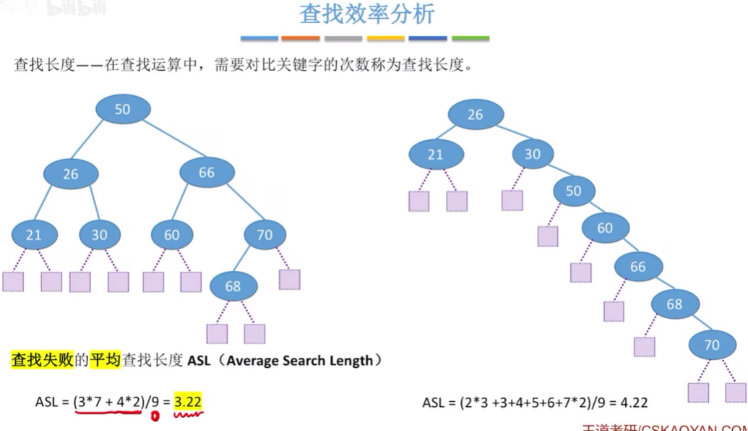 bilibili
查找效率分析
查找长度——在查找运算中，需要对比关键字的次数称为查找长度。
50
26
66
21
30
60
70
68
26
21
30
50
60
66
68
70
查找失败的平均查找长度 ASL（Average Search Length）
ASL = (3*7 + 4*2)/9 = 3.22
ASL = (2*3 +3+4+5+6+7*2)/9 = 4.22
王道考研/CSKAOYAN.COM